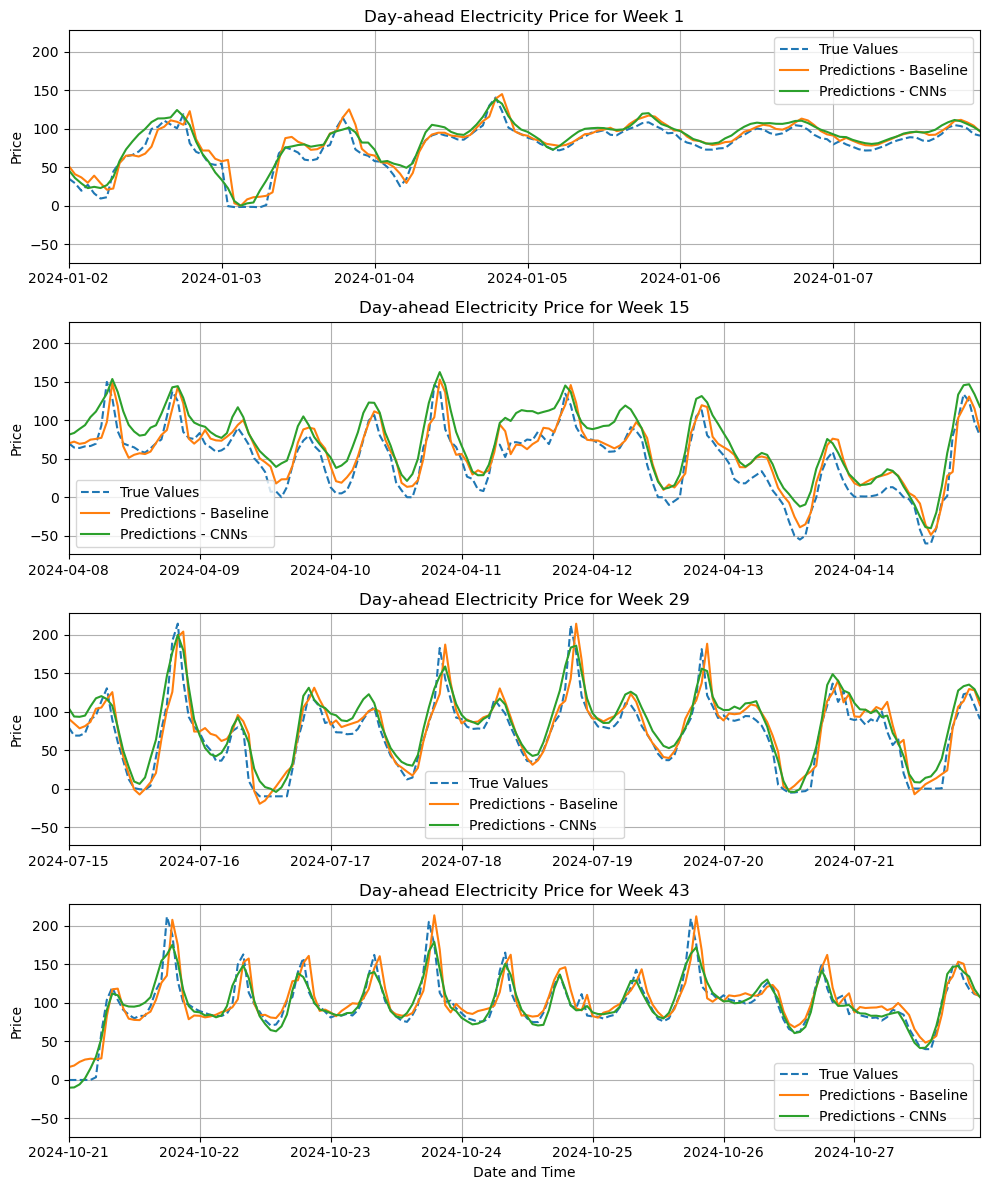 Day-ahead Electricity Price for Week 1
200
150
100
50
0
−50
Price
True Values
Predictions - Baseline
Predictions - CNNs
2024-01-02 2024-01-03 2024-01-04 2024-01-05 2024-01-06 2024-01-07
Day-ahead Electricity Price for Week 15
200
150
100
50
0
−50
Price
True Values
Predictions - Baseline
Predictions - CNNs
2024-04-08 2024-04-09 2024-04-10 2024-04-11 2024-04-12 2024-04-13 2024-04-14
Day-ahead Electricity Price for Week 29
200
150
100
50
0
−50
Price
True Values
Predictions - Baseline
Predictions - CNNs
2024-07-15 2024-07-16 2024-07-17 2024-07-18 2024-07-19 2024-07-20 2024-07-21
Day-ahead Electricity Price for Week 43
200
150
100
50
0
−50
Price
True Values
Predictions - Baseline
Predictions - CNNs
2024-10-21 2024-10-22 2024-10-23 2024-10-24 2024-10-25 2024-10-26 2024-10-27
Date and Time